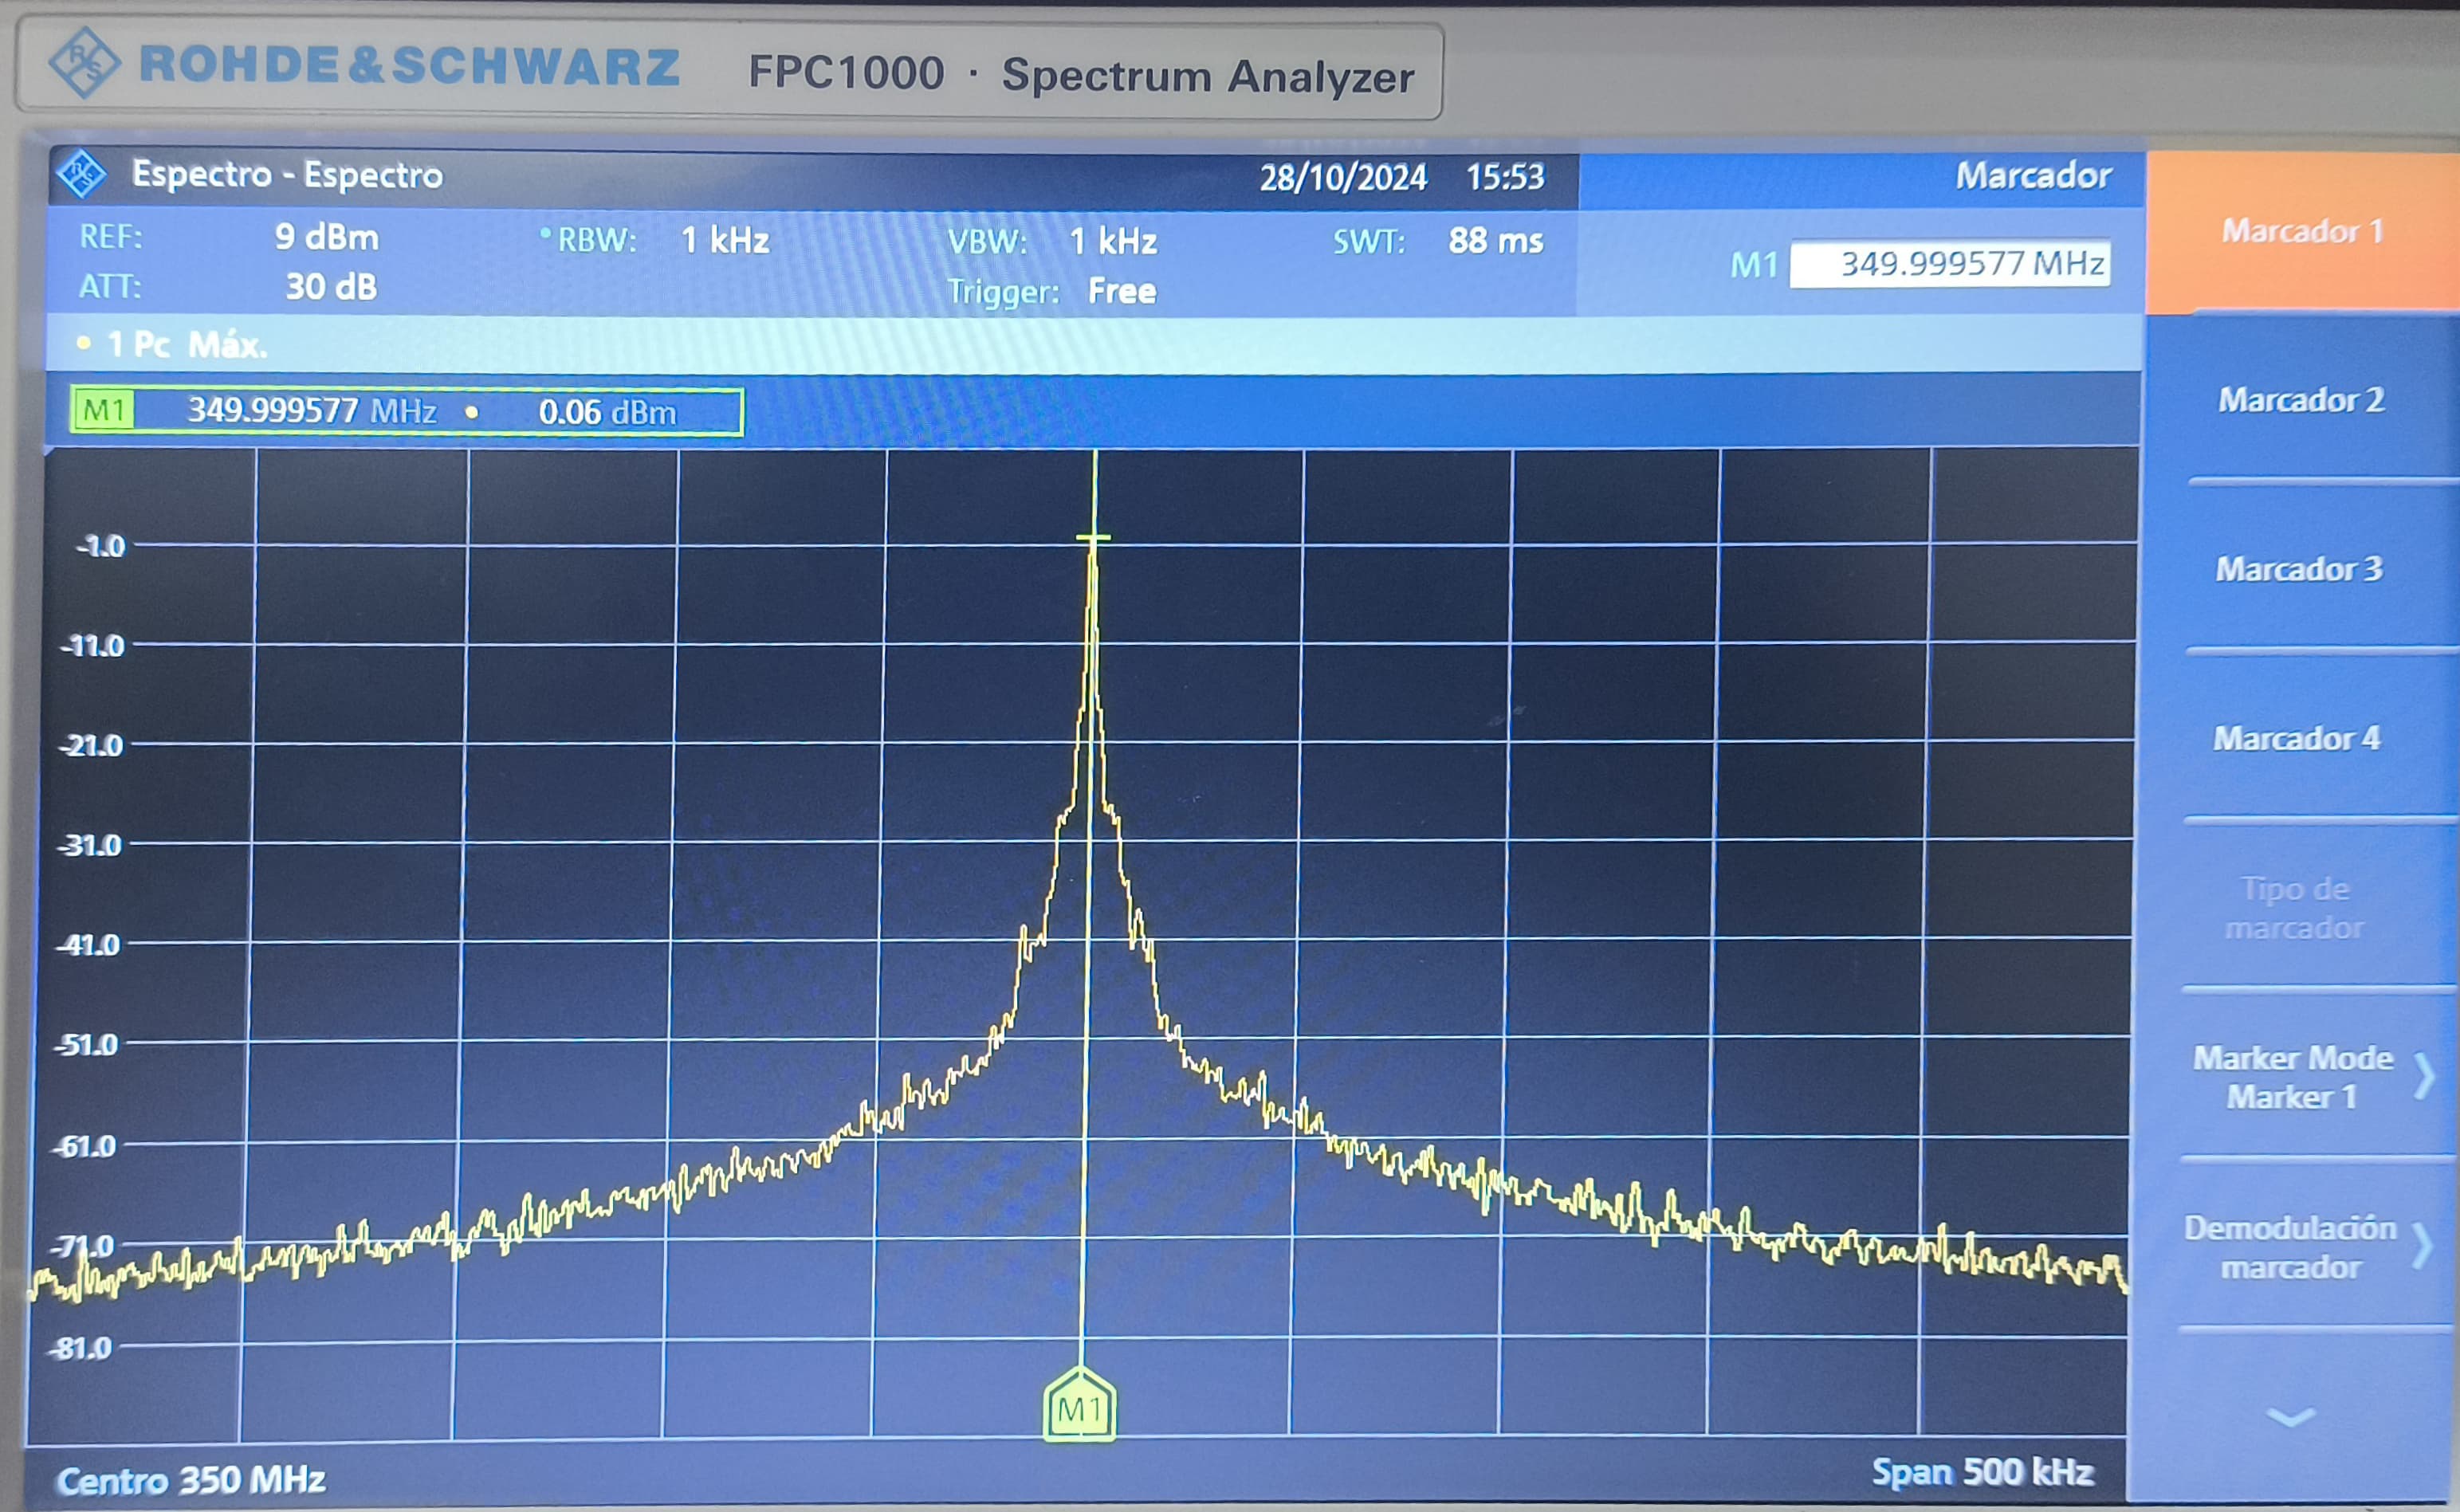 ROHDE&SCHWARZ FPC1000 · Spectrum Analyzer
Espectro - Espectro 28/10/2024 15:53 Marcador
REF: 9 dBm • RBW: 1 kHz VBW: 1 kHz SWT: 88 ms
ATT: 30 dB Trigger: Free
M1 349.999577 MHz
• 1 Pc Máx.
M1 349.999577 MHz • 0.06 dBm
-1.0
-11.0
-21.0
-31.0
-41.0
-51.0
-61.0
-71.0
-81.0
M1
Centro 350 MHz Span 500 kHz
Marcador 1
Marcador 2
Marcador 3
Marcador 4
Tipo de
marcador
Marker Mode
Marker 1
Demodulación
marcador